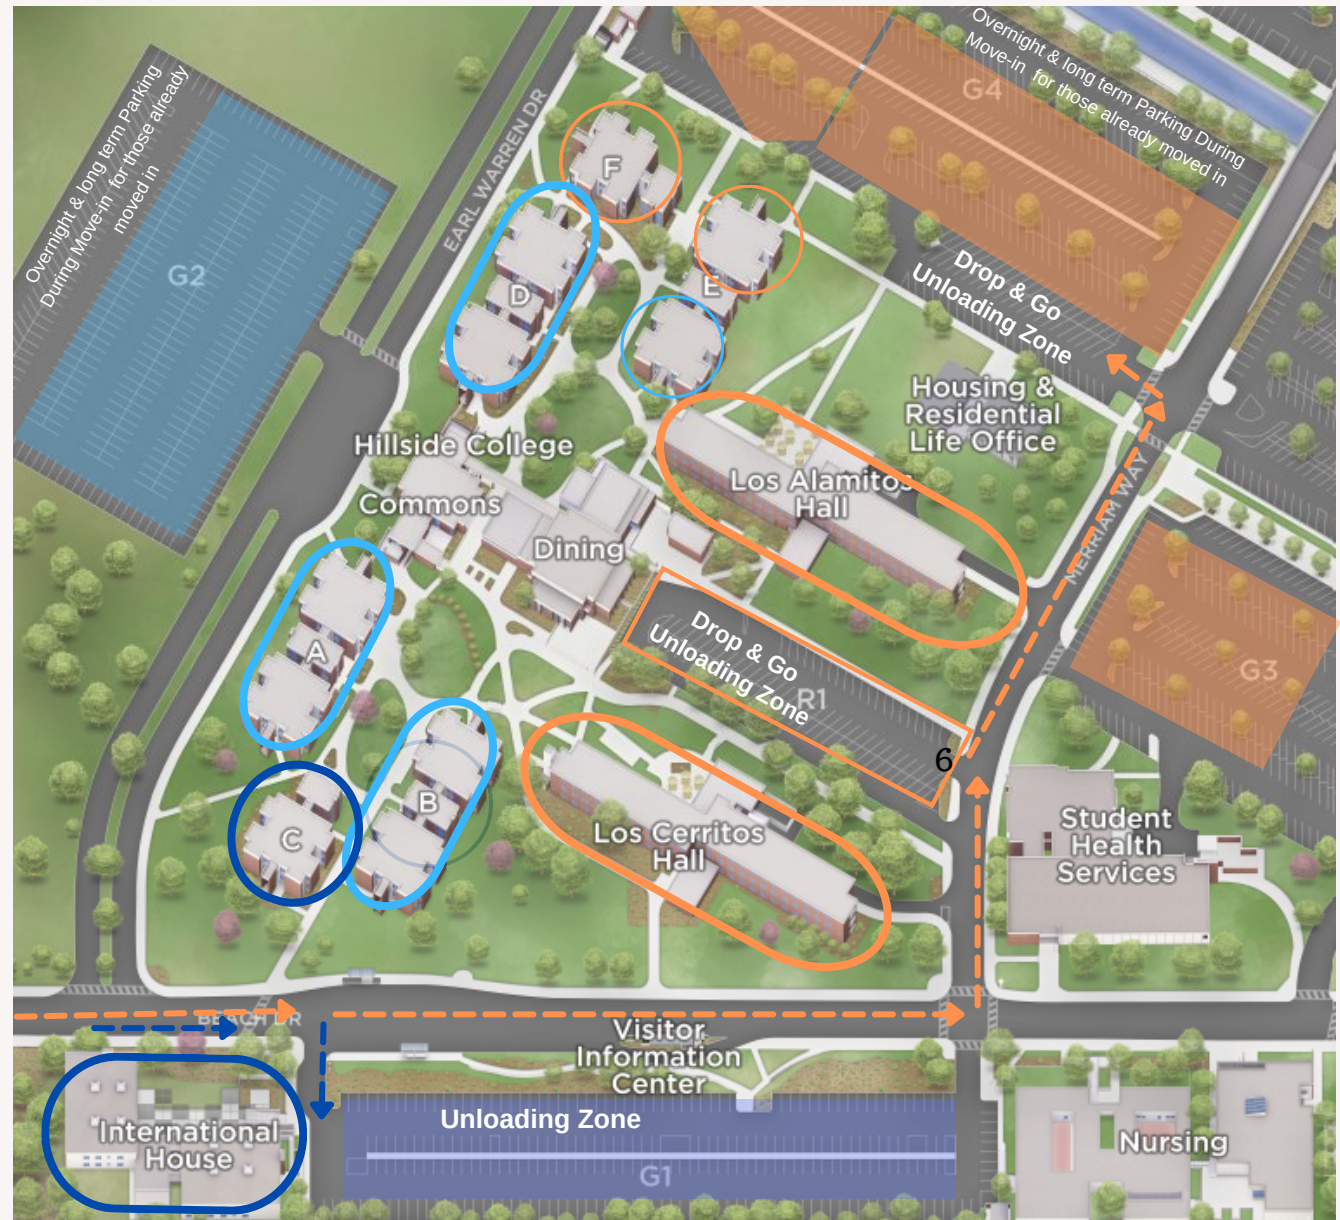 Overnight & long term Parking
During Move-in for those already
moved in
G2
EARL WARREN DR
Overnight & long term Parking During
Move-in for those already moved in
G4
F
D
E
Drop & Go
Unloading Zone
Housing &
Residential
Life Office
Hillside College
Commons
Dining
Los Alamitos
Hall
MERRIAM WAY
A
Drop & Go
Unloading Zone
R1
6
G3
B
C
Los Cerritos
Hall
Student
Health
Services
BEACH DR
Visitor
Information
Center
International
House
Unloading Zone
G1
Nursing